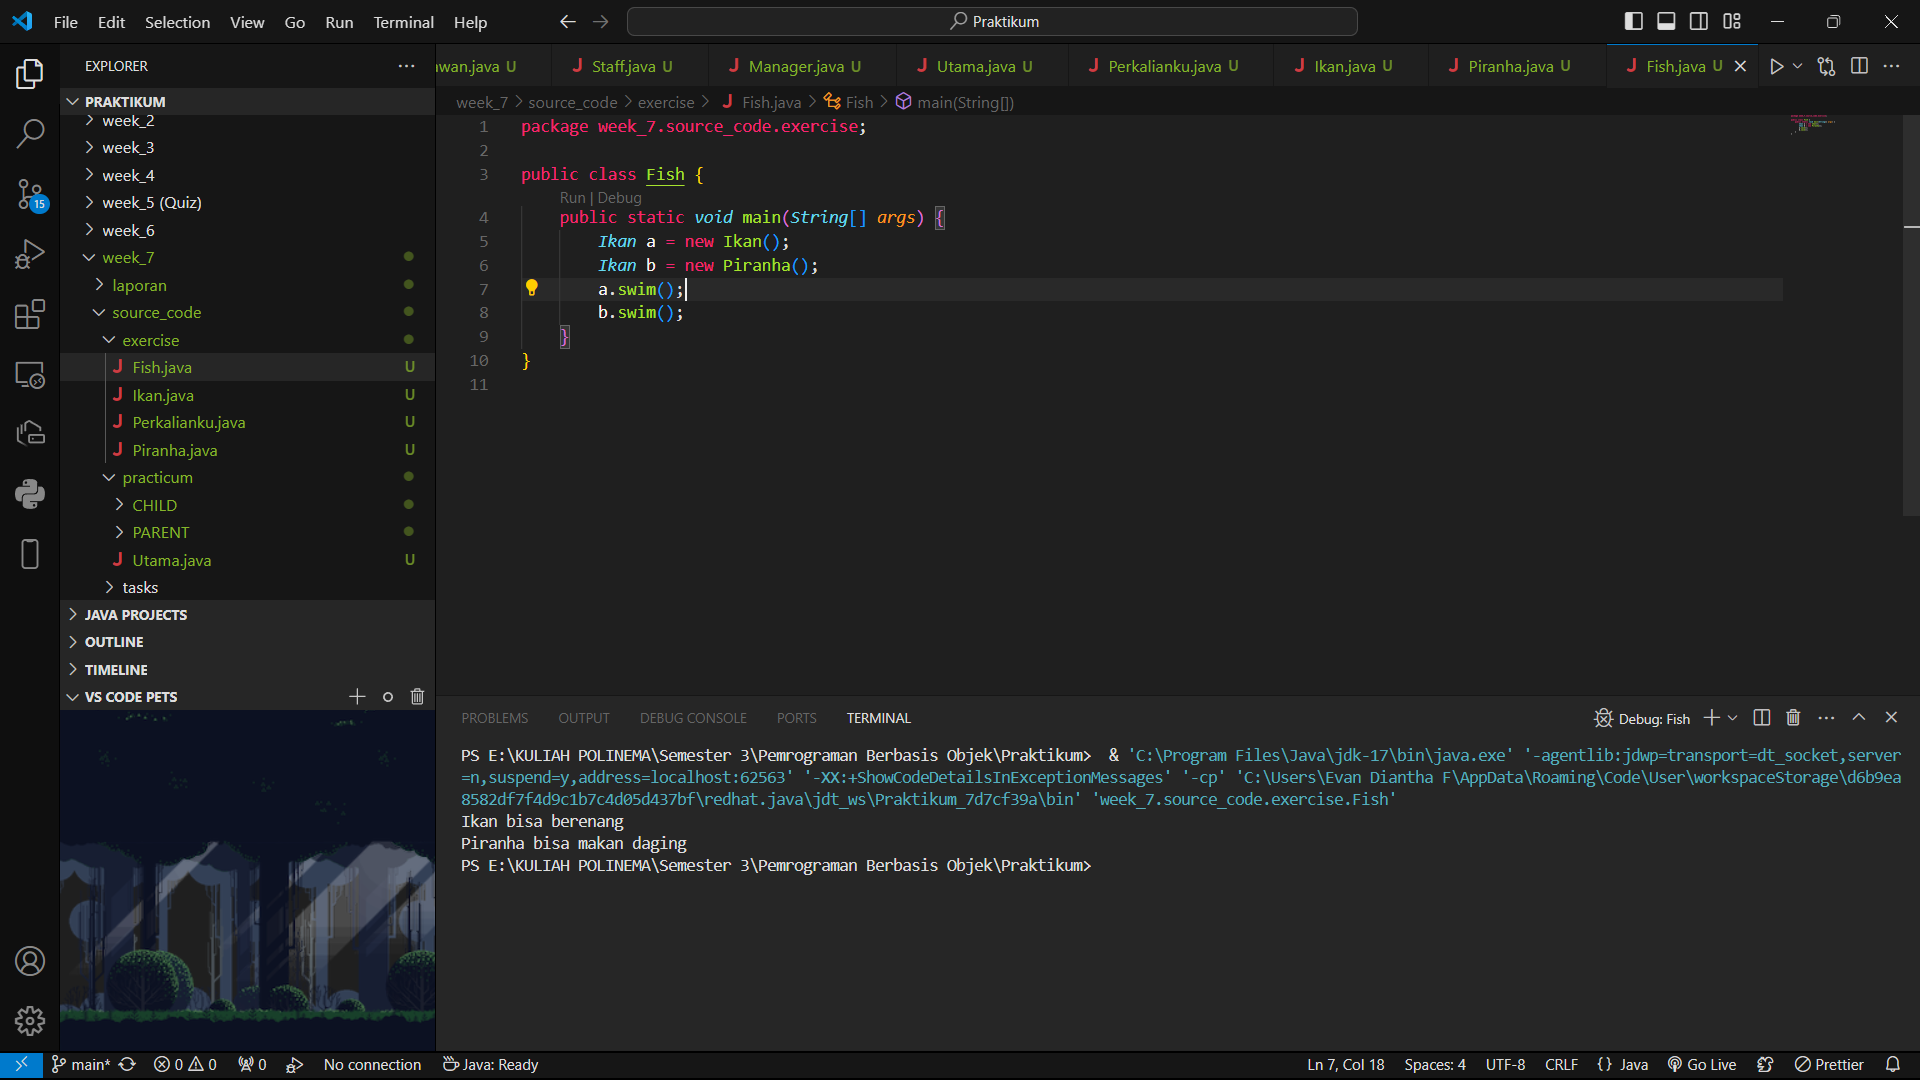 File Edit Selection View Go Run Terminal Help
Praktikum
EXPLORER
PRAKTIKUM
week_2
week_3
week_4
week_5 (Quiz)
week_6
week_7
laporan
source_code
exercise
Fish.java U
Ikan.java U
Perkalianku.java U
Piranha.java U
practicum
CHILD
PARENT
Utama.java U
tasks
JAVA PROJECTS
OUTLINE
TIMELINE
VS CODE PETS
15
wan.java U Staff.java U Manager.java U Utama.java U Perkalianku.java U Ikan.java U Piranha.java U Fish.java U
week_7 > source_code > exercise > Fish.java > Fish > main(String[])
1 package week_7.source_code.exercise;
2
3 public class Fish {
Run | Debug
4 public static void main(String[] args) {
5 Ikan a = new Ikan();
6 Ikan b = new Piranha();
7 a.swim();
8 b.swim();
9 }
10 }
11
PROBLEMS OUTPUT DEBUG CONSOLE PORTS TERMINAL
Debug: Fish
PS E:\KULIAH POLINEMA\Semester 3\Pemrograman Berbasis Objek\Praktikum>  & 'C:\Program Files\Java\jdk-17\bin\java.exe' '-agentlib:jdwp=transport=dt_socket,server
=n,suspend=y,address=localhost:62563' '-XX:+ShowCodeDetailsInExceptionMessages' '-cp' 'C:\Users\Evan Diantha F\AppData\Roaming\Code\User\workspaceStorage\d6b9ea
8582df7f4d9c1b7c4d05d437bf\redhat.java\jdt_ws\Praktikum_7d7cf39a\bin' 'week_7.source_code.exercise.Fish'
Ikan bisa berenang
Piranha bisa makan daging
PS E:\KULIAH POLINEMA\Semester 3\Pemrograman Berbasis Objek\Praktikum>
main* 0 0 0 No connection Java: Ready
Ln 7, Col 18 Spaces: 4 UTF-8 CRLF {} Java Go Live Prettier